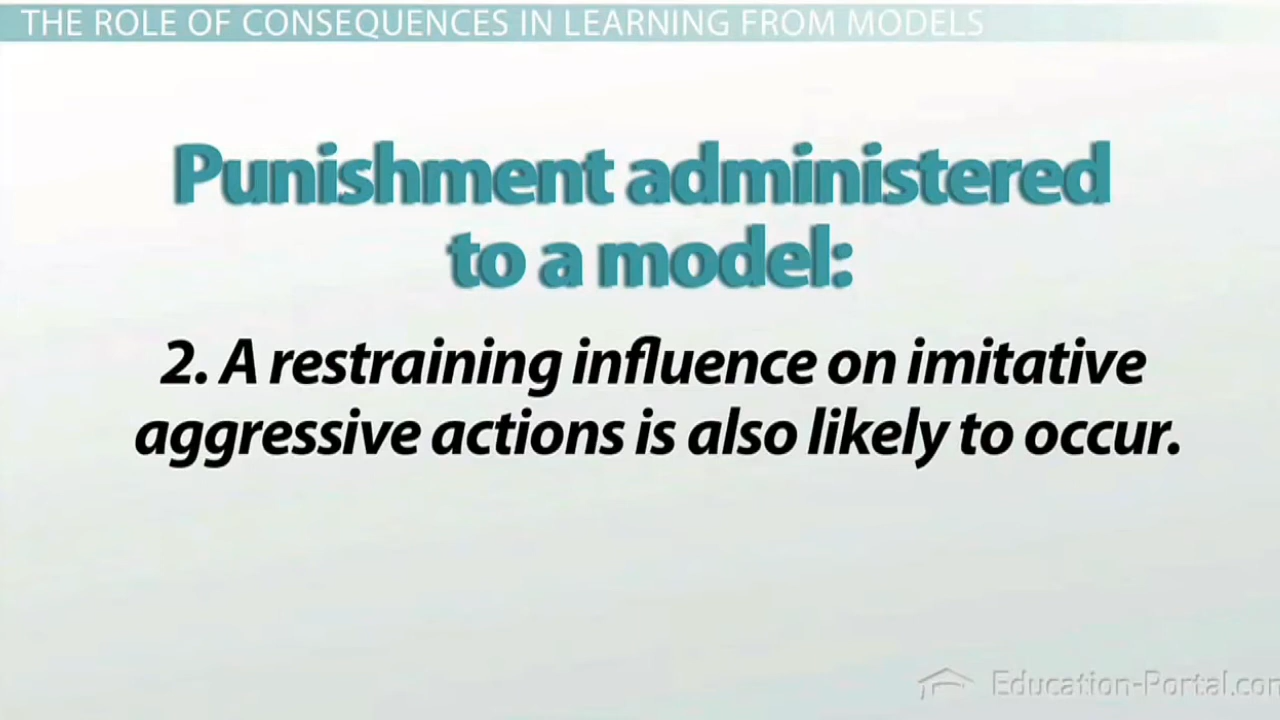 THE ROLE OF CONSEQUENCES IN LEARNING FROM MODELS
Punishment administered
to a model:
2. A restraining influence on imitative
aggressive actions is also likely to occur.
Education-Portal.com